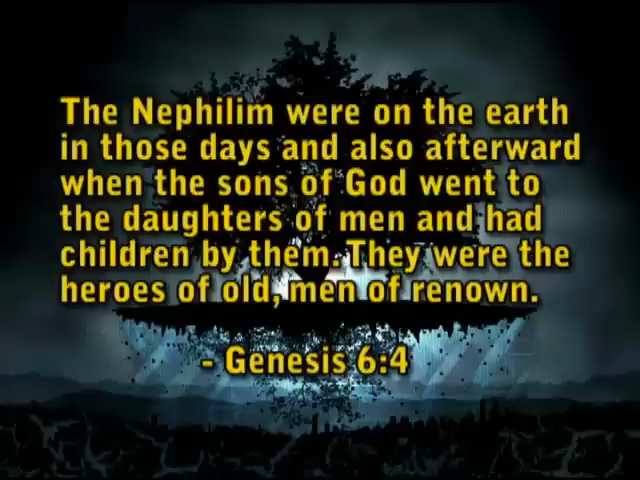 The Nephilim were on the earth
in those days and also afterward
when the sons of God went to
the daughters of men and had
children by them. They were the
heroes of old, men of renown.
- Genesis 6:4